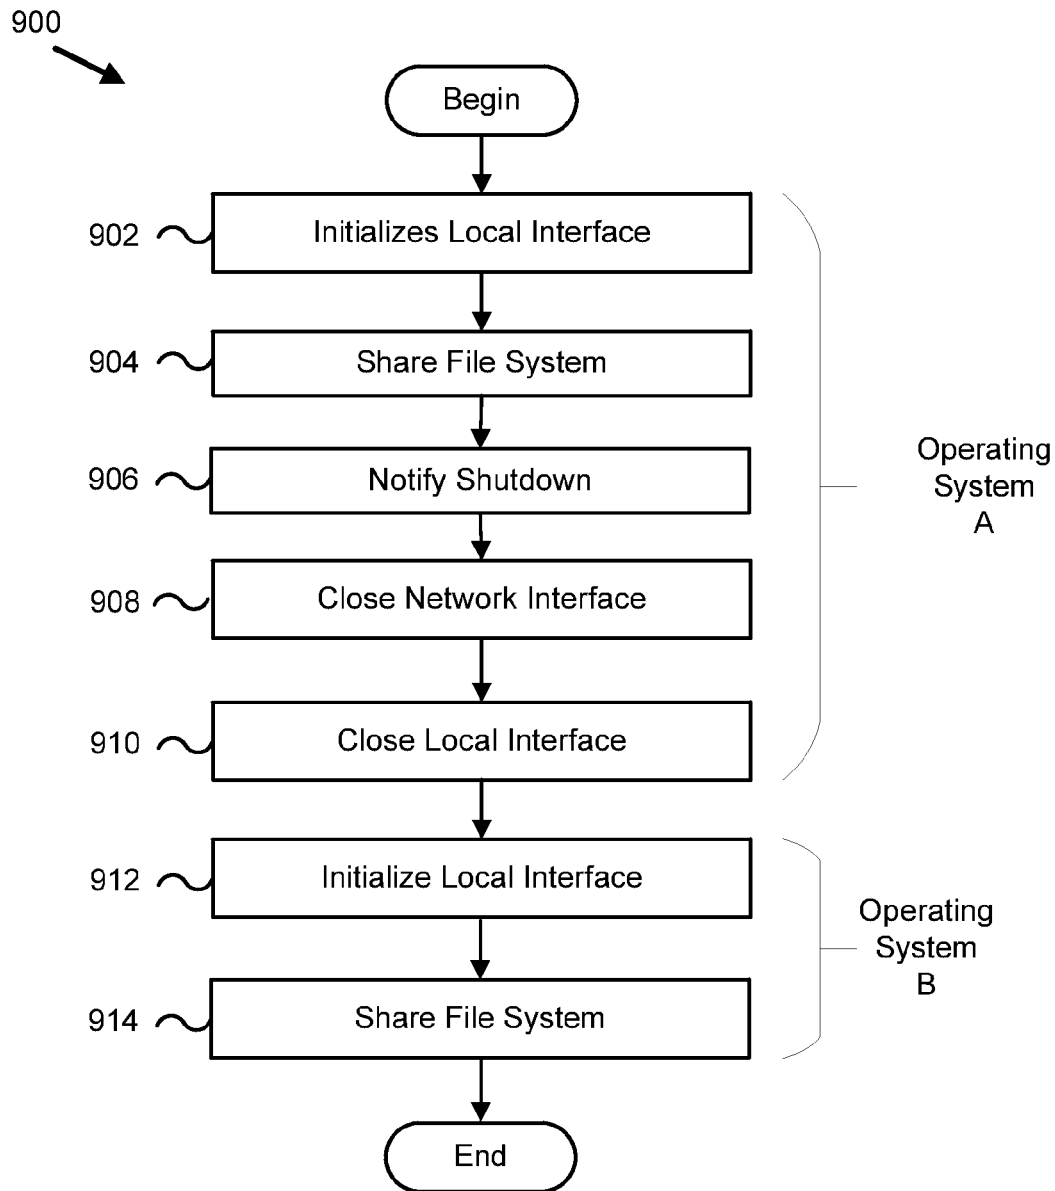 900
Begin
902
Initializes Local Interface
904
Share File System
906
Notify Shutdown
908
Close Network Interface
910
Close Local Interface
Operating
System
A
912
Initialize Local Interface
914
Share File System
Operating
System
B
End